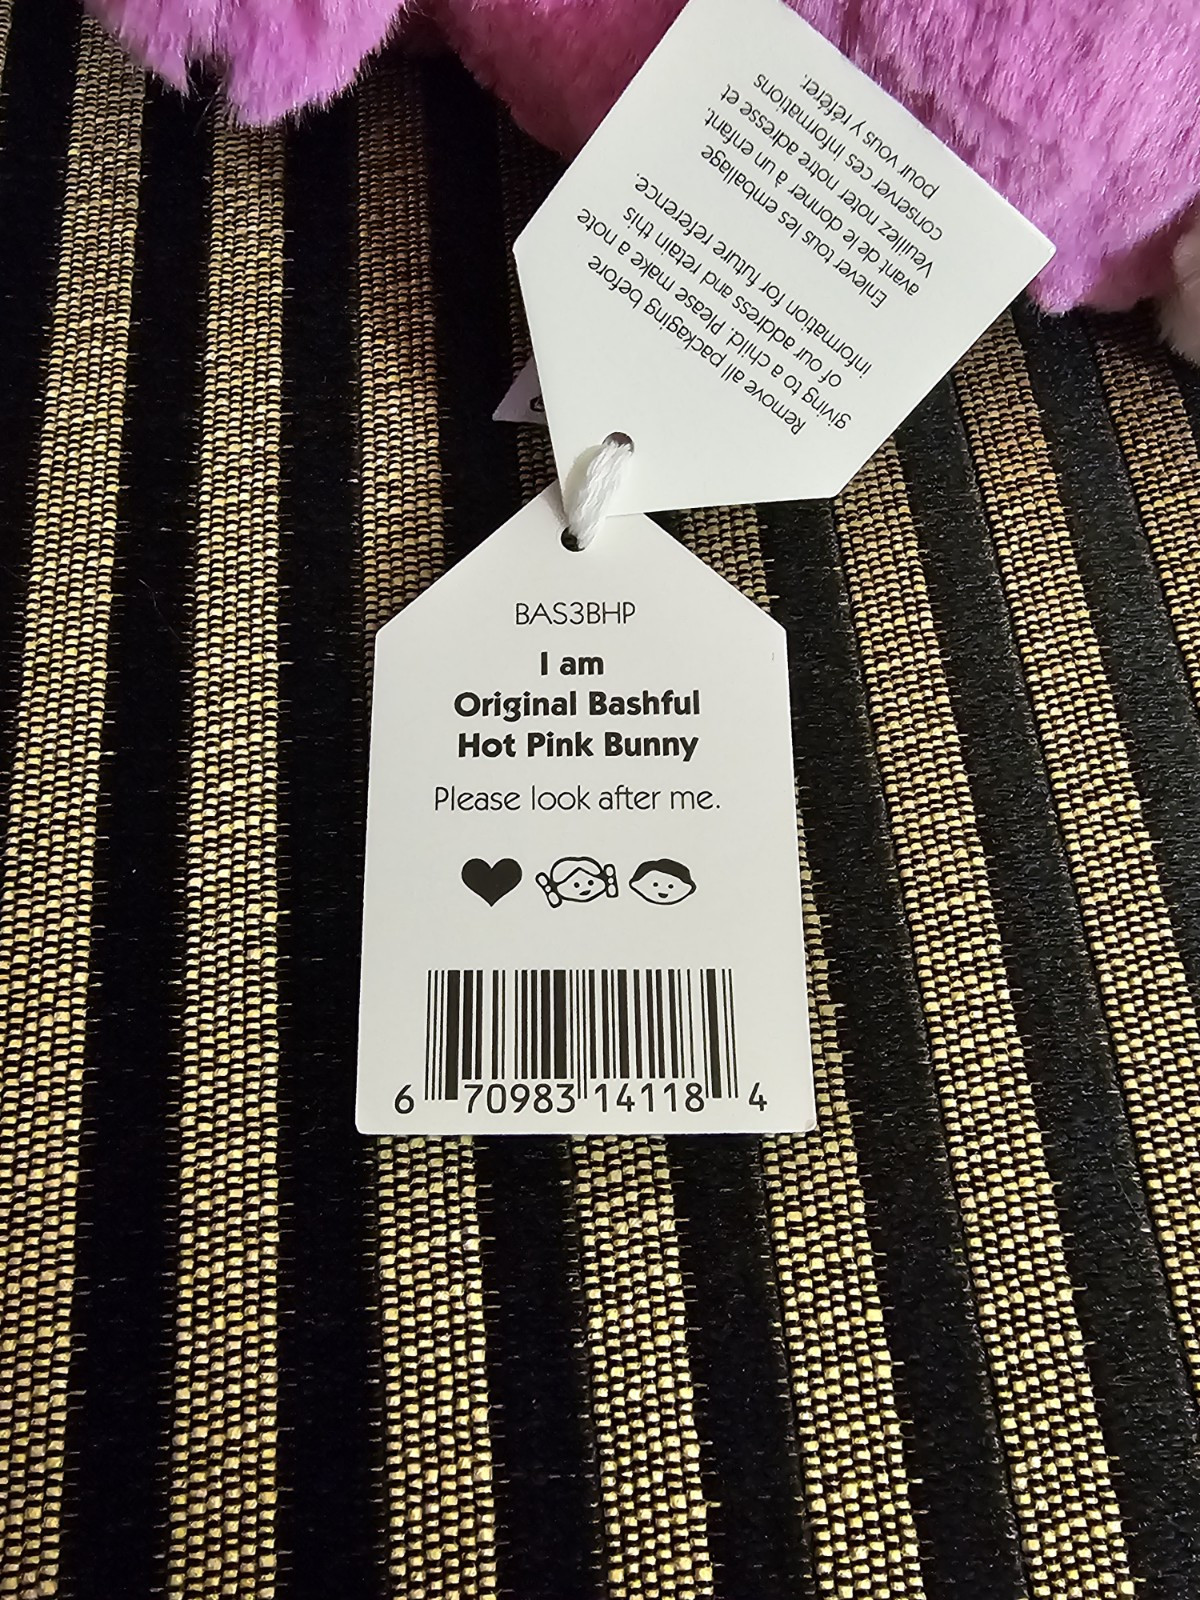 Remove all packaging before
giving to a child. Please make a note
of our address and retain this
information for future reference.
Enlever tous les emballage
avant de le donner à un enfant.
Veuillez noter notre adresse et
conserver ces informations
pour vous y référer.
BAS3BHP
I am
Original Bashful
Hot Pink Bunny
Please look after me.
6 70983 14118 4